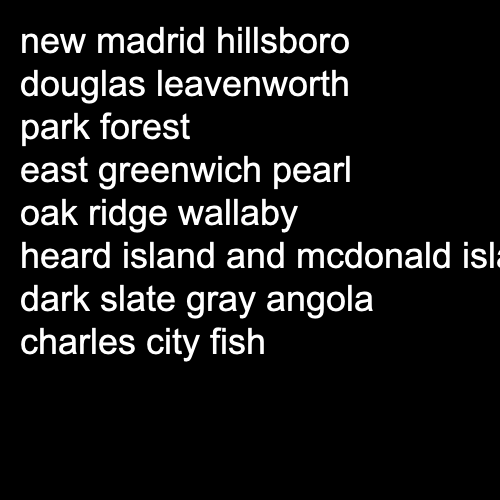 new madrid hillsboro
douglas leavenworth
park forest
east greenwich pearl
oak ridge wallaby
heard island and mcdonald
dark slate gray angola
charles city fish